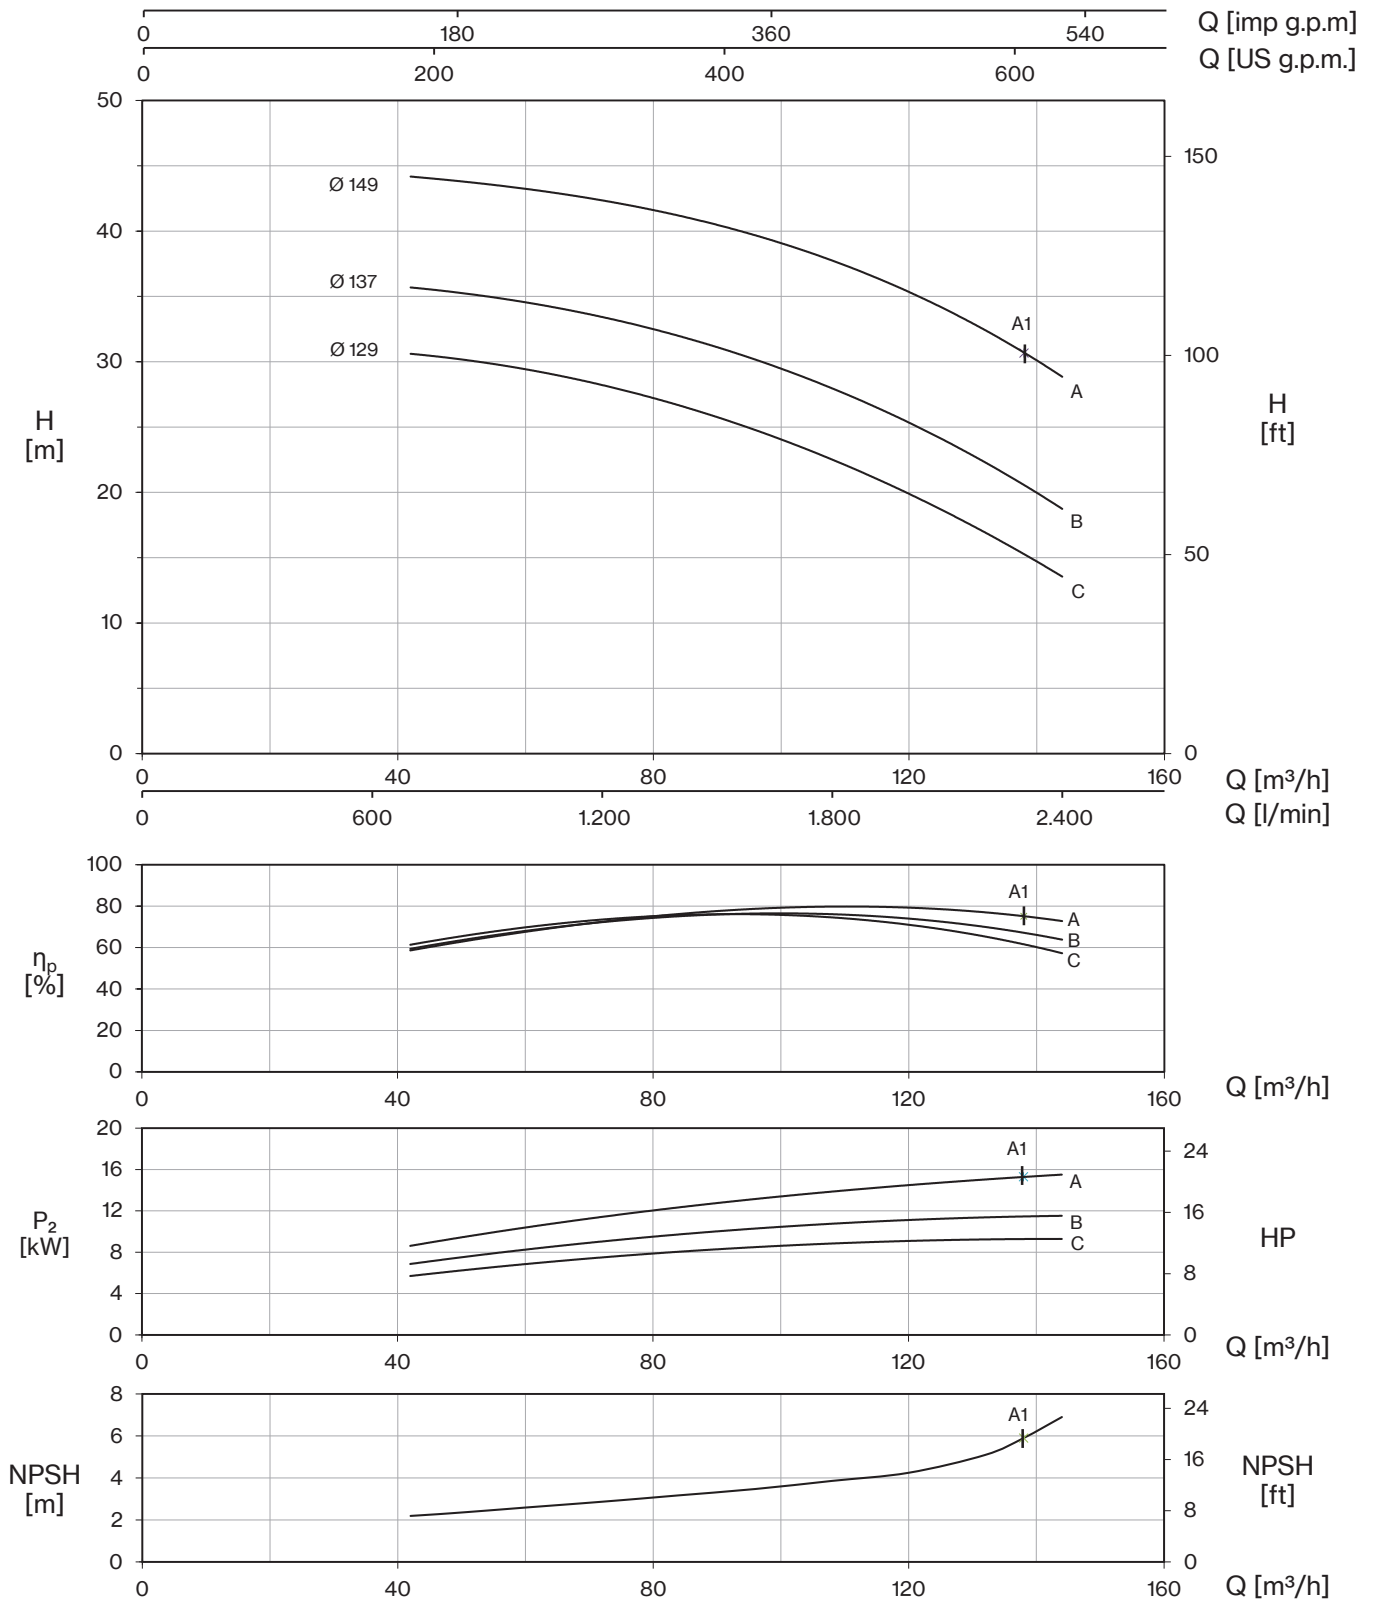 0 180 360 540 Q [imp g.p.m]
0 200 400 600 Q [US g.p.m.]
50
150
Ø 149
40
Ø 137
A1
Ø 129
30
100
A
H
[m]
H
[ft]
20
B
50
C
10
0
0
0 40 80 120 160 Q [m³/h]
0 600 1.200 1.800 2.400 Q [l/min]
100
A1
80
A
B
60
C
ηp
[%]
40
20
0
0 40 80 120 160 Q [m³/h]
20
A1
24
16
A
12
16
B
P₂
[kW]
C
HP
8
8
4
0
0
0 40 80 120 160 Q [m³/h]
8
A1
24
6
16
NPSH
[m]
4
NPSH
[ft]
8
2
0
0
0 40 80 120 160 Q [m³/h]